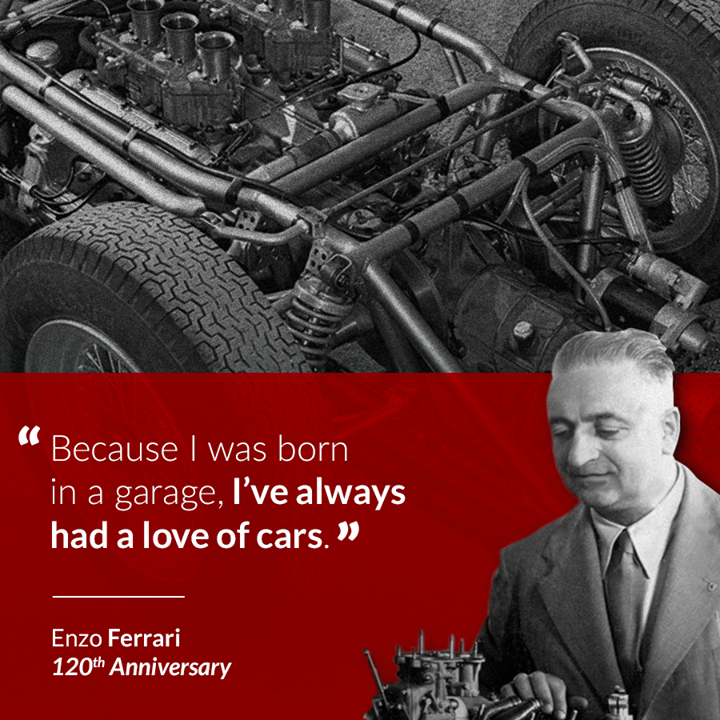 “ Because I was born
in a garage, I’ve always
had a love of cars. ”
Enzo Ferrari
120th Anniversary